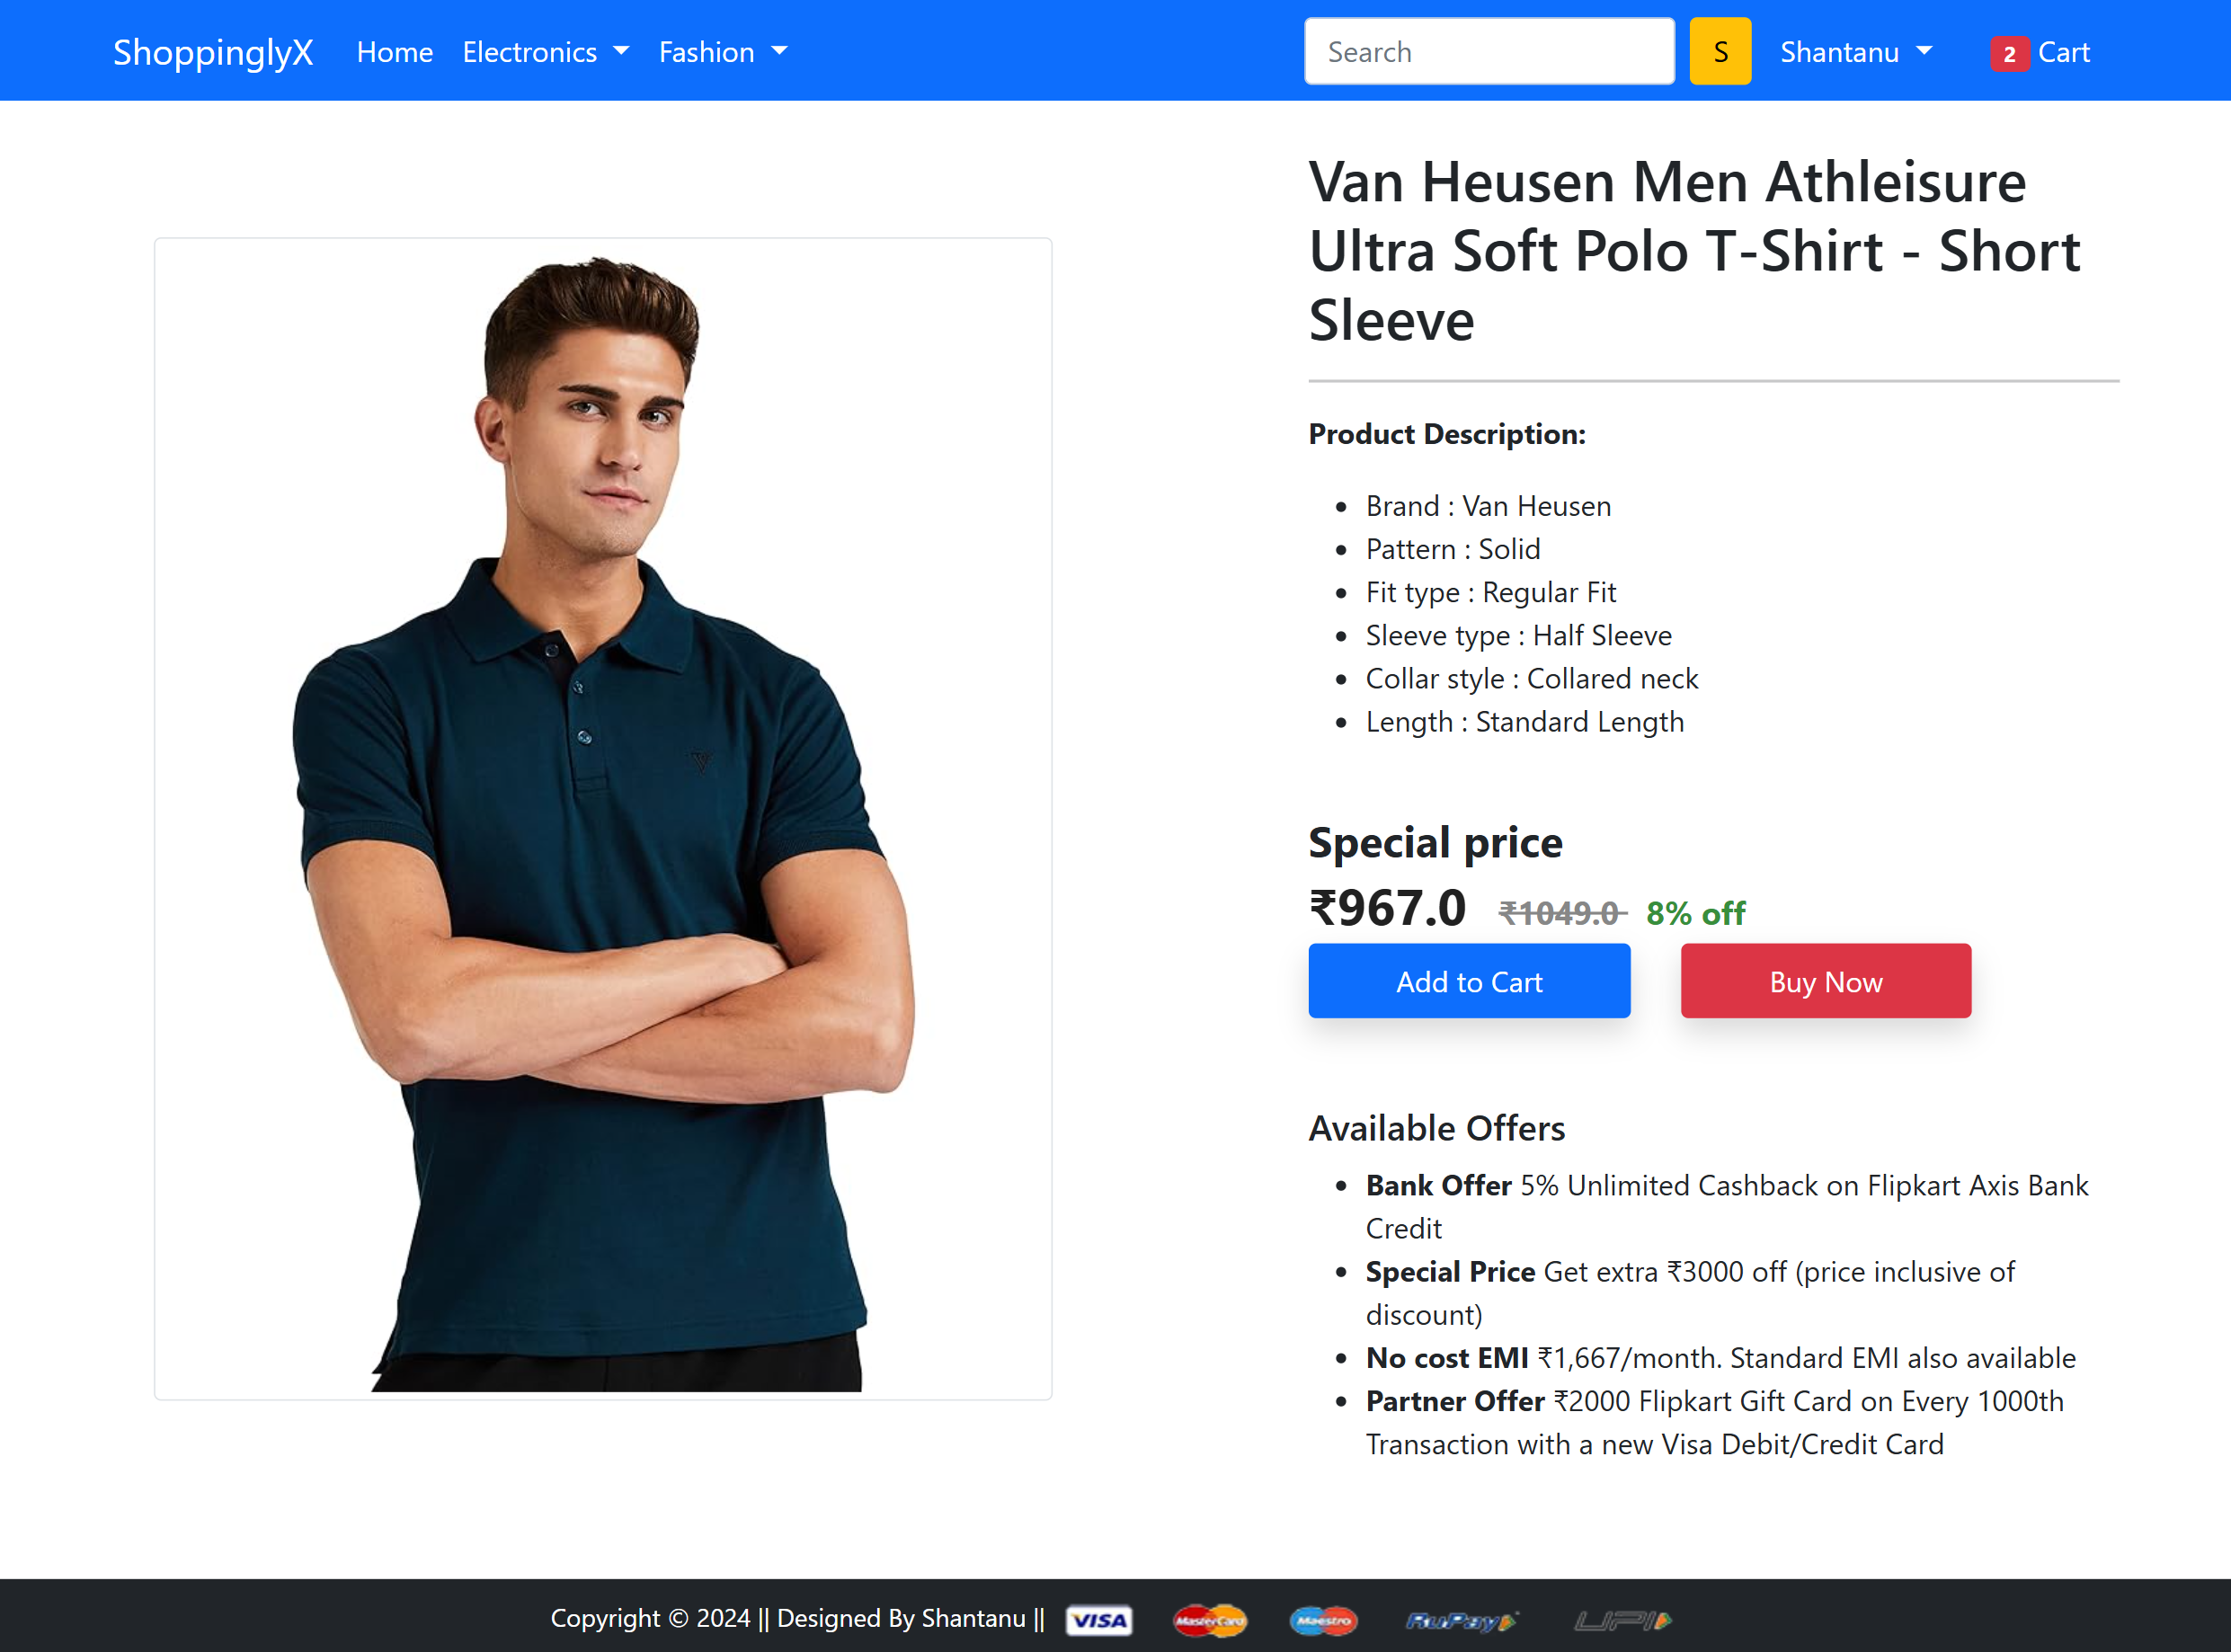 ShoppinglyX Home Electronics Fashion Search S Shantanu 2 Cart
Van Heusen Men Athleisure
Ultra Soft Polo T-Shirt - Short
Sleeve
Product Description:
Brand : Van Heusen
Pattern : Solid
Fit type : Regular Fit
Sleeve type : Half Sleeve
Collar style : Collared neck
Length : Standard Length
Special price
₹967.0 ₹1049.0 8% off
Add to Cart Buy Now
Available Offers
Bank Offer 5% Unlimited Cashback on Flipkart Axis Bank
Credit
Special Price Get extra ₹3000 off (price inclusive of
discount)
No cost EMI ₹1,667/month. Standard EMI also available
Partner Offer ₹2000 Flipkart Gift Card on Every 1000th
Transaction with a new Visa Debit/Credit Card
Copyright © 2024 || Designed By Shantanu || VISA MasterCard Maestro RuPay UPI